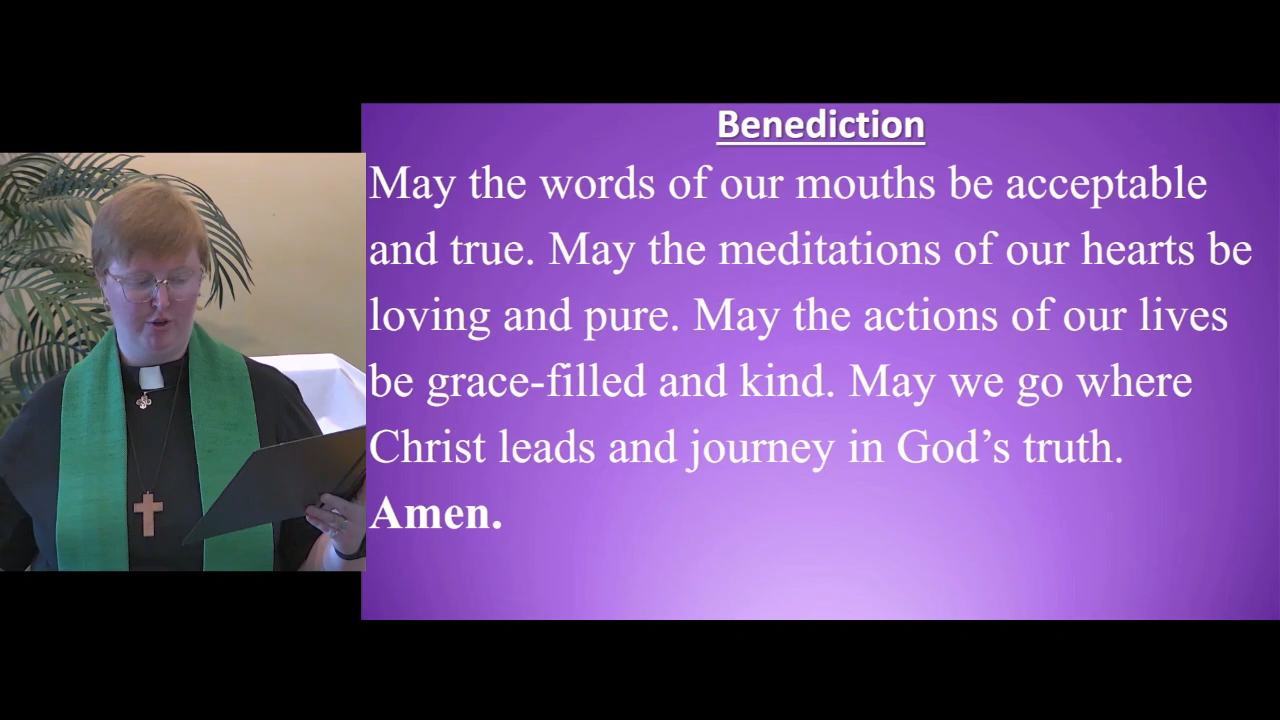 Benediction
May the words of our mouths be acceptable
and true. May the meditations of our hearts be
loving and pure. May the actions of our lives
be grace-filled and kind. May we go where
Christ leads and journey in God’s truth.
Amen.